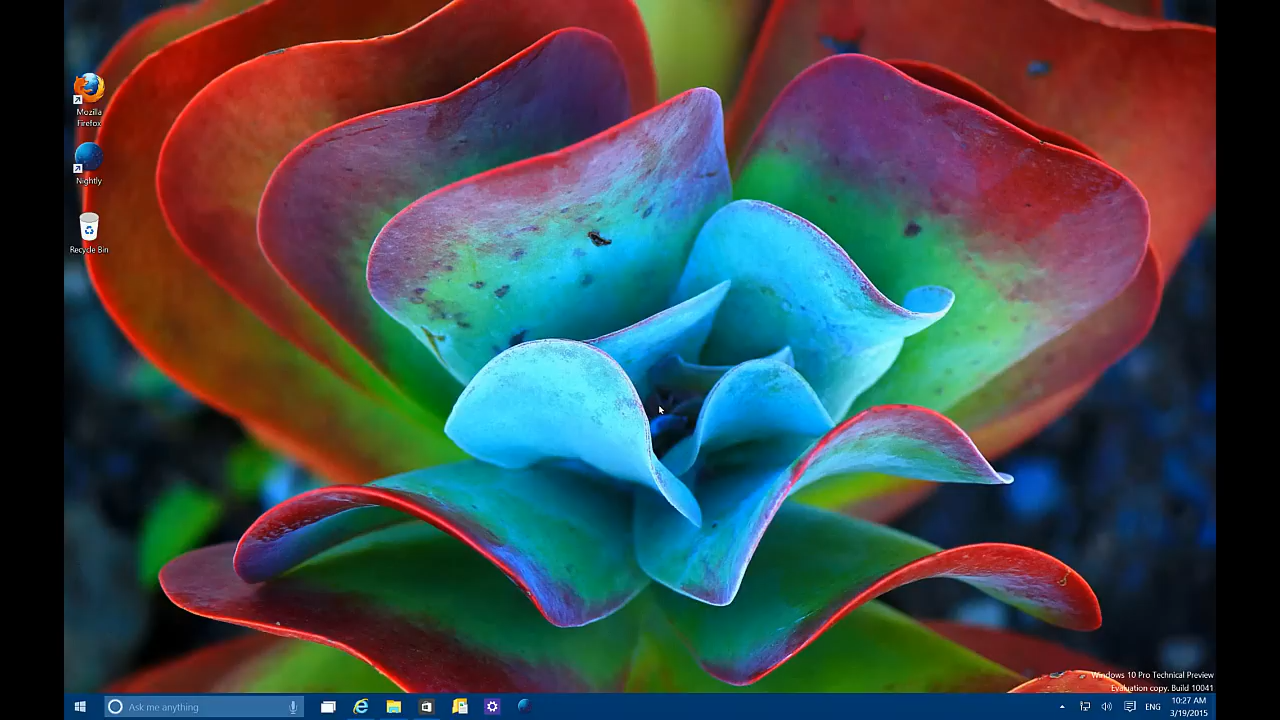 Mozilla
Firefox
Nightly
Recycle Bin
Windows 10 Pro Technical Preview
Evaluation copy. Build 10041
Ask me anything
ENG
10:27 AM
3/19/2015